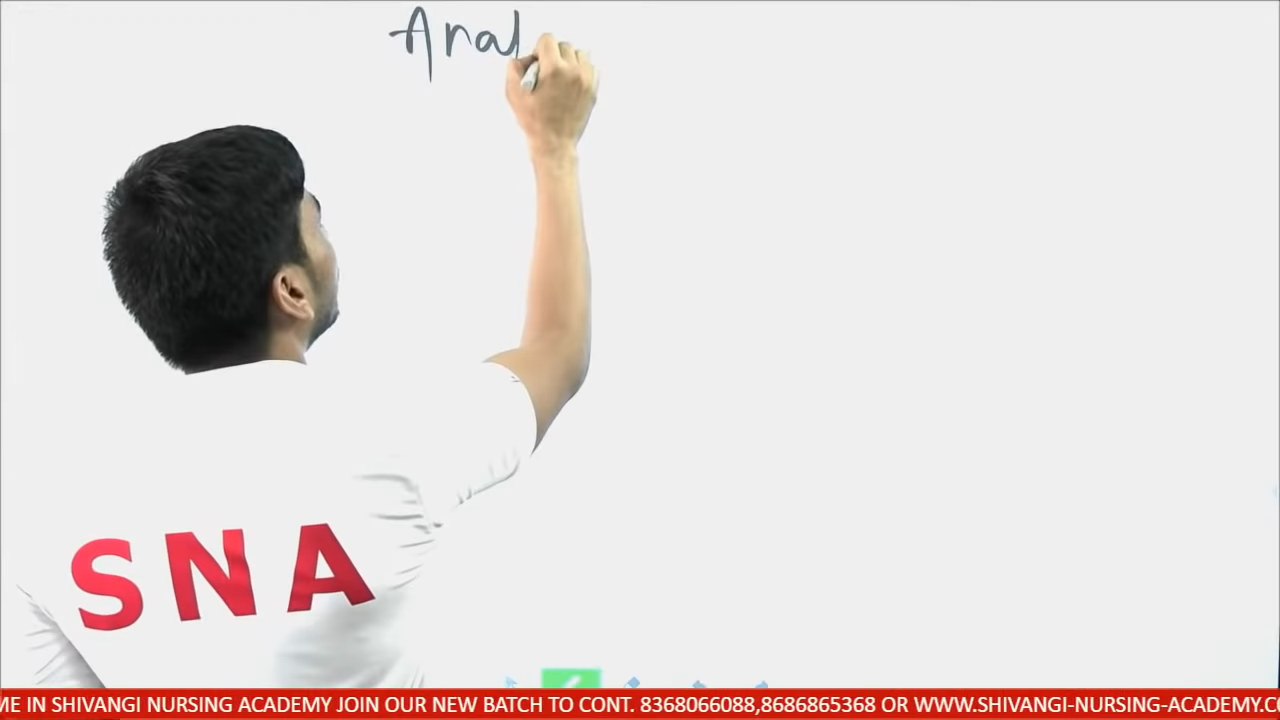 Anal
SNA
ME IN SHIVANGI NURSING ACADEMY JOIN OUR NEW BATCH TO CONT. 8368066088,8686865368 OR WWW.SHIVANGI-NURSING-ACADEMY.CO